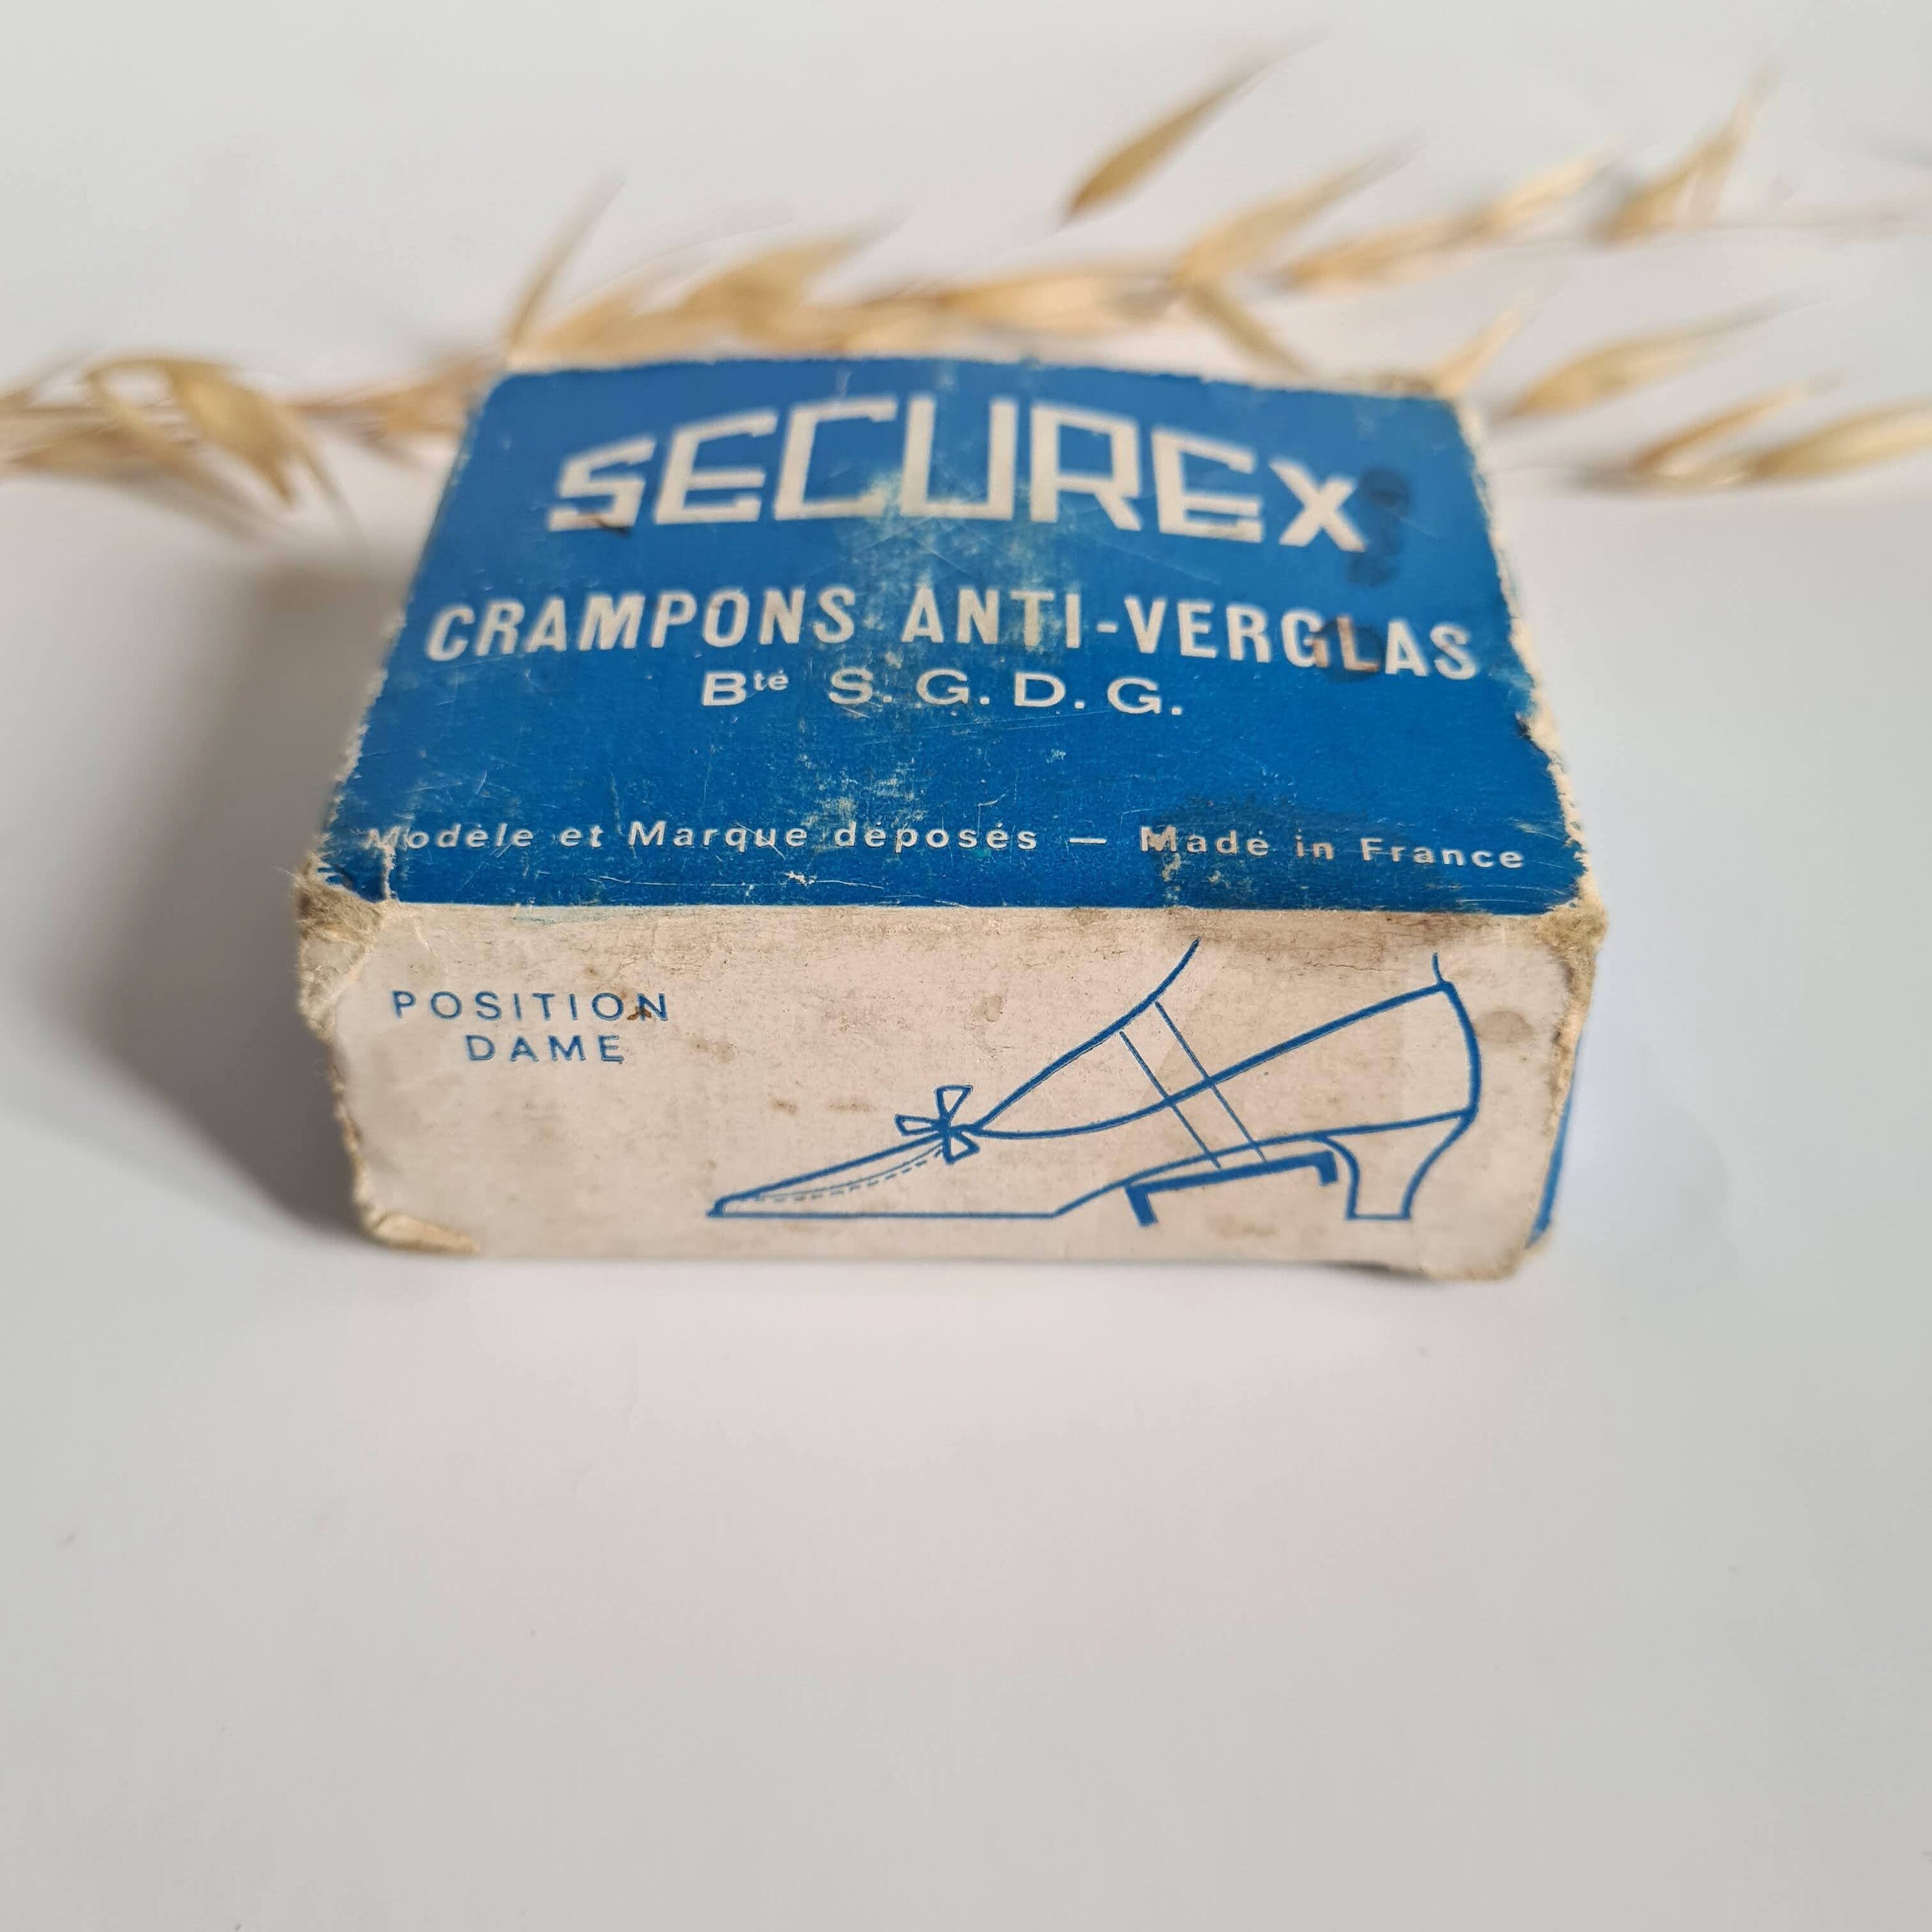 SECUREX
CRAMPONS ANTI-VERGLAS
Bté S.G.D.G.
Modèle et Marque déposés — Made in France
POSITION
DAME